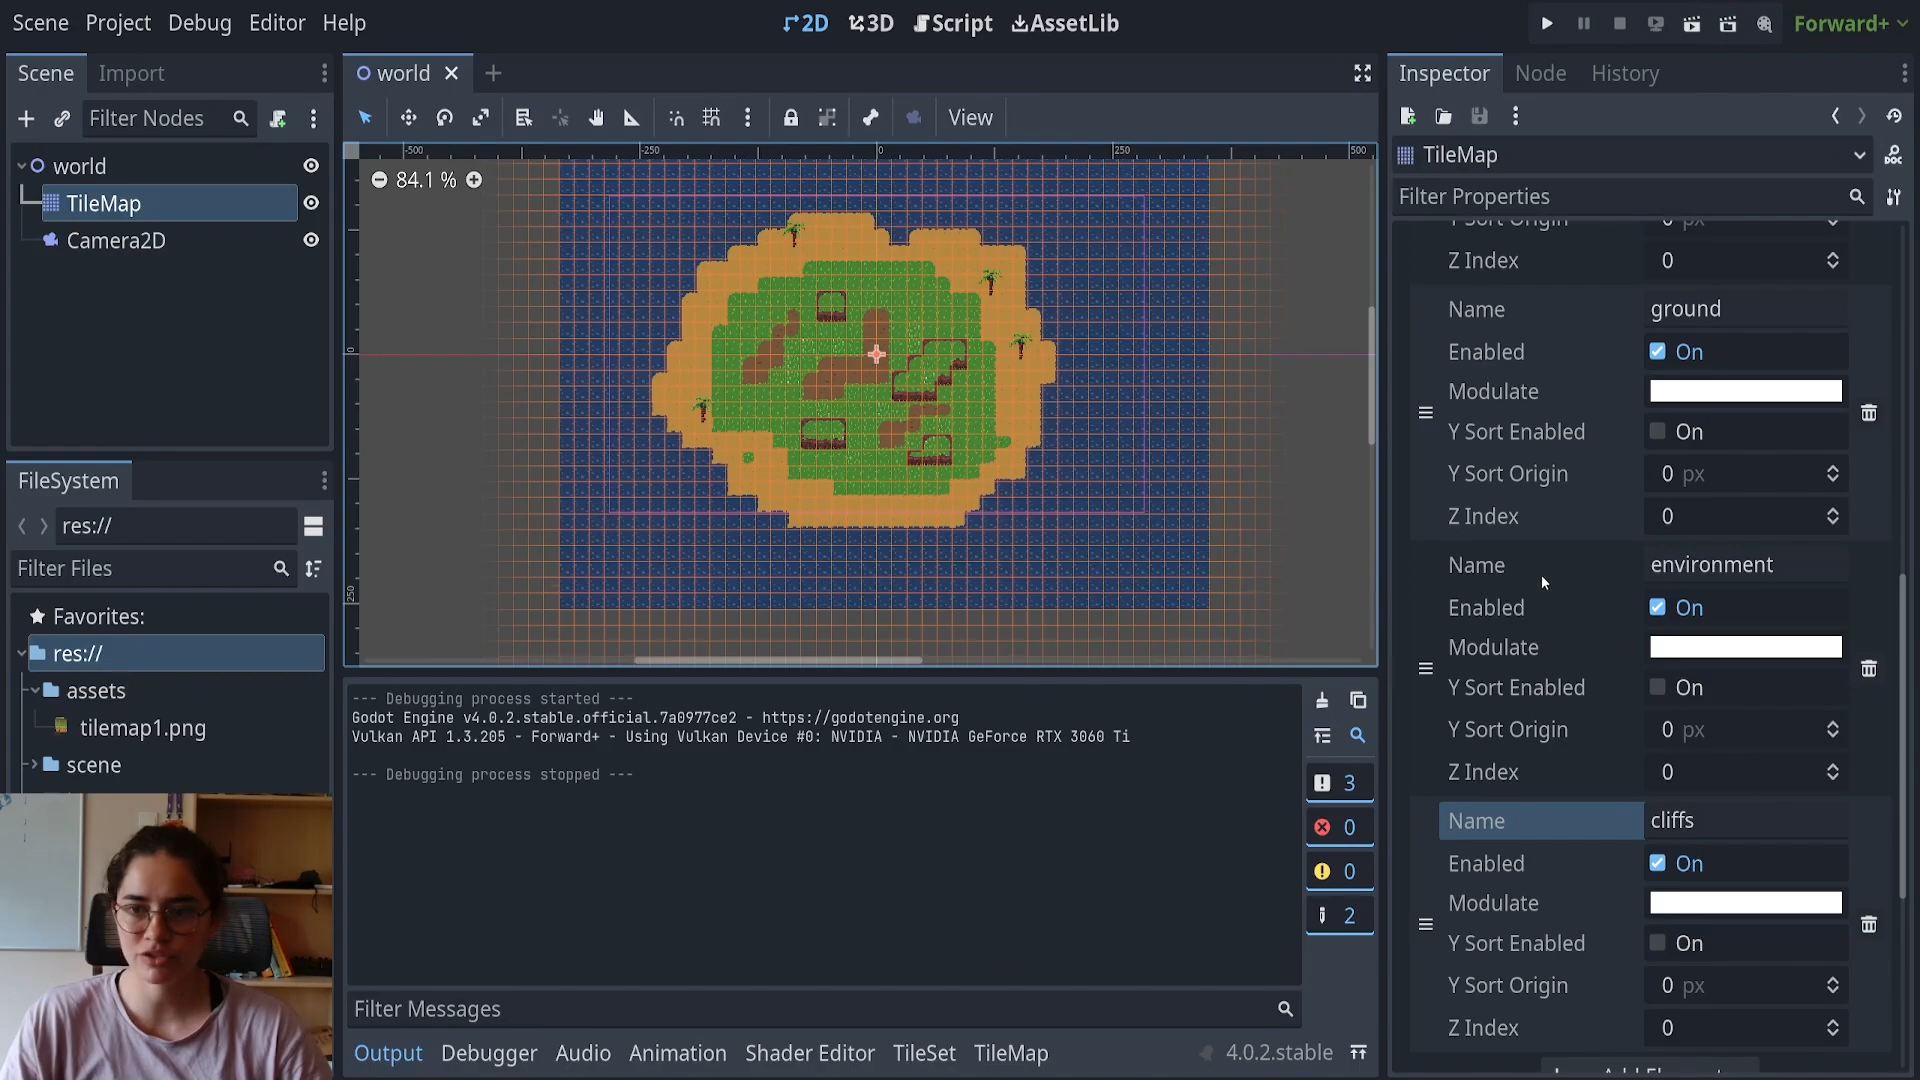 Scene Project Debug Editor Help
2D 3D Script AssetLib
Forward+
Scene Import
Filter Nodes
world
TileMap
Camera2D
FileSystem
res://
Filter Files
Favorites:
res://
assets
tilemap1.png
scene
world
View
-500 -250 0 250 500
84.1 %
0
250
--- Debugging process started ---
Godot Engine v4.0.2.stable.official.7a0977ce2 - https://godotengine.org
Vulkan API 1.3.205 - Forward+ - Using Vulkan Device #0: NVIDIA - NVIDIA GeForce RTX 3060 Ti
--- Debugging process stopped ---
3
0
0
2
Filter Messages
Output Debugger Audio Animation Shader Editor TileSet TileMap
4.0.2.stable
Inspector Node History
TileMap
DOC
Filter Properties
Y Sort Origin 0 px
Z Index 0
Name ground
Enabled On
Modulate
Y Sort Enabled On
Y Sort Origin 0 px
Z Index 0
Name environment
Enabled On
Modulate
Y Sort Enabled On
Y Sort Origin 0 px
Z Index 0
Name cliffs
Enabled On
Modulate
Y Sort Enabled On
Y Sort Origin 0 px
Z Index 0